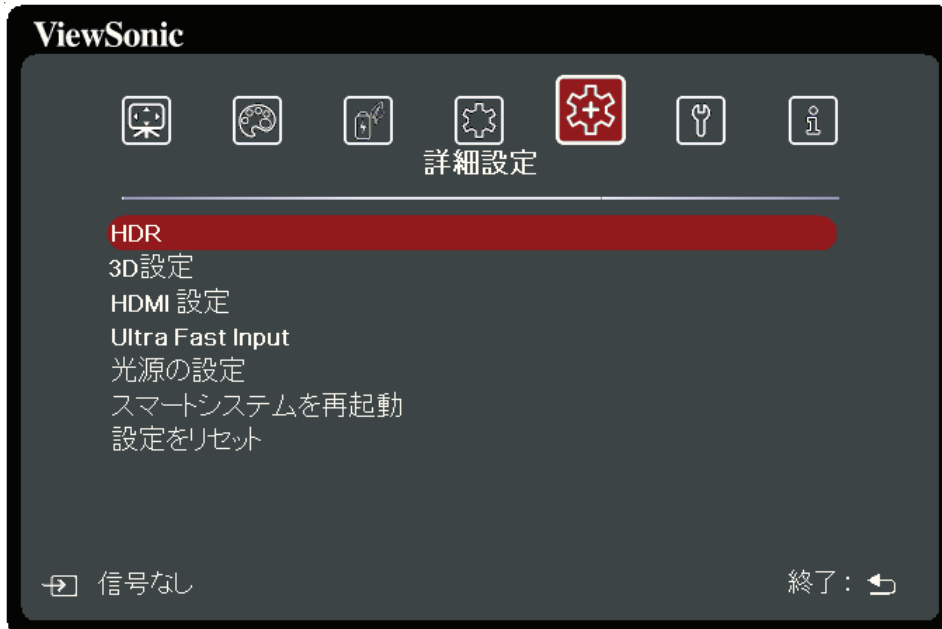 ViewSonic
詳細設定
HDR
3D設定
HDMI 設定
Ultra Fast Input
光源の設定
スマートシステムを再起動
設定をリセット
信号なし
終了：